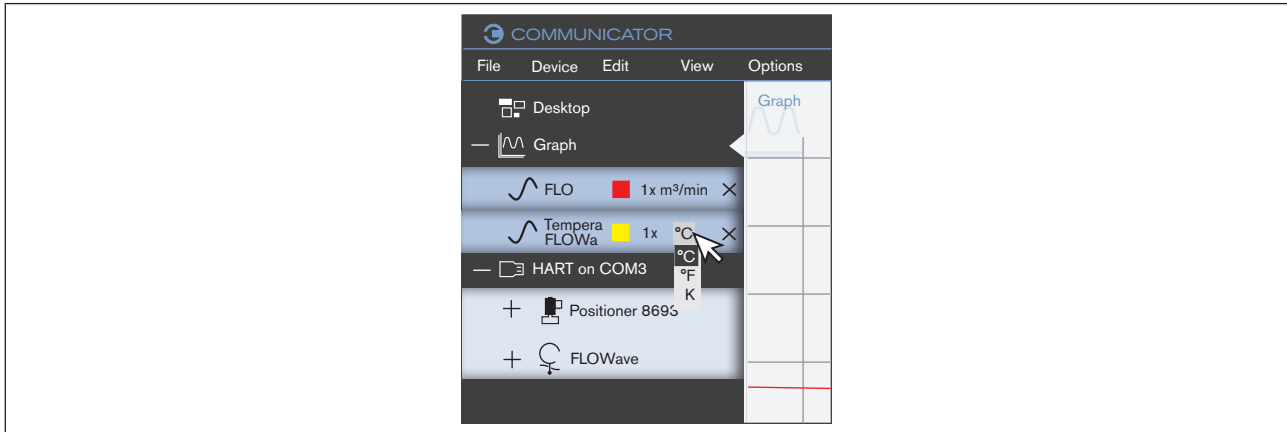 COMMUNICATOR
File Device Edit View Options
Desktop
Graph
Graph
FLO 1x m³/min
Tempera
FLOWa 1x °C
°C
°F
K
HART on COM3
Positioner 8693
FLOWave